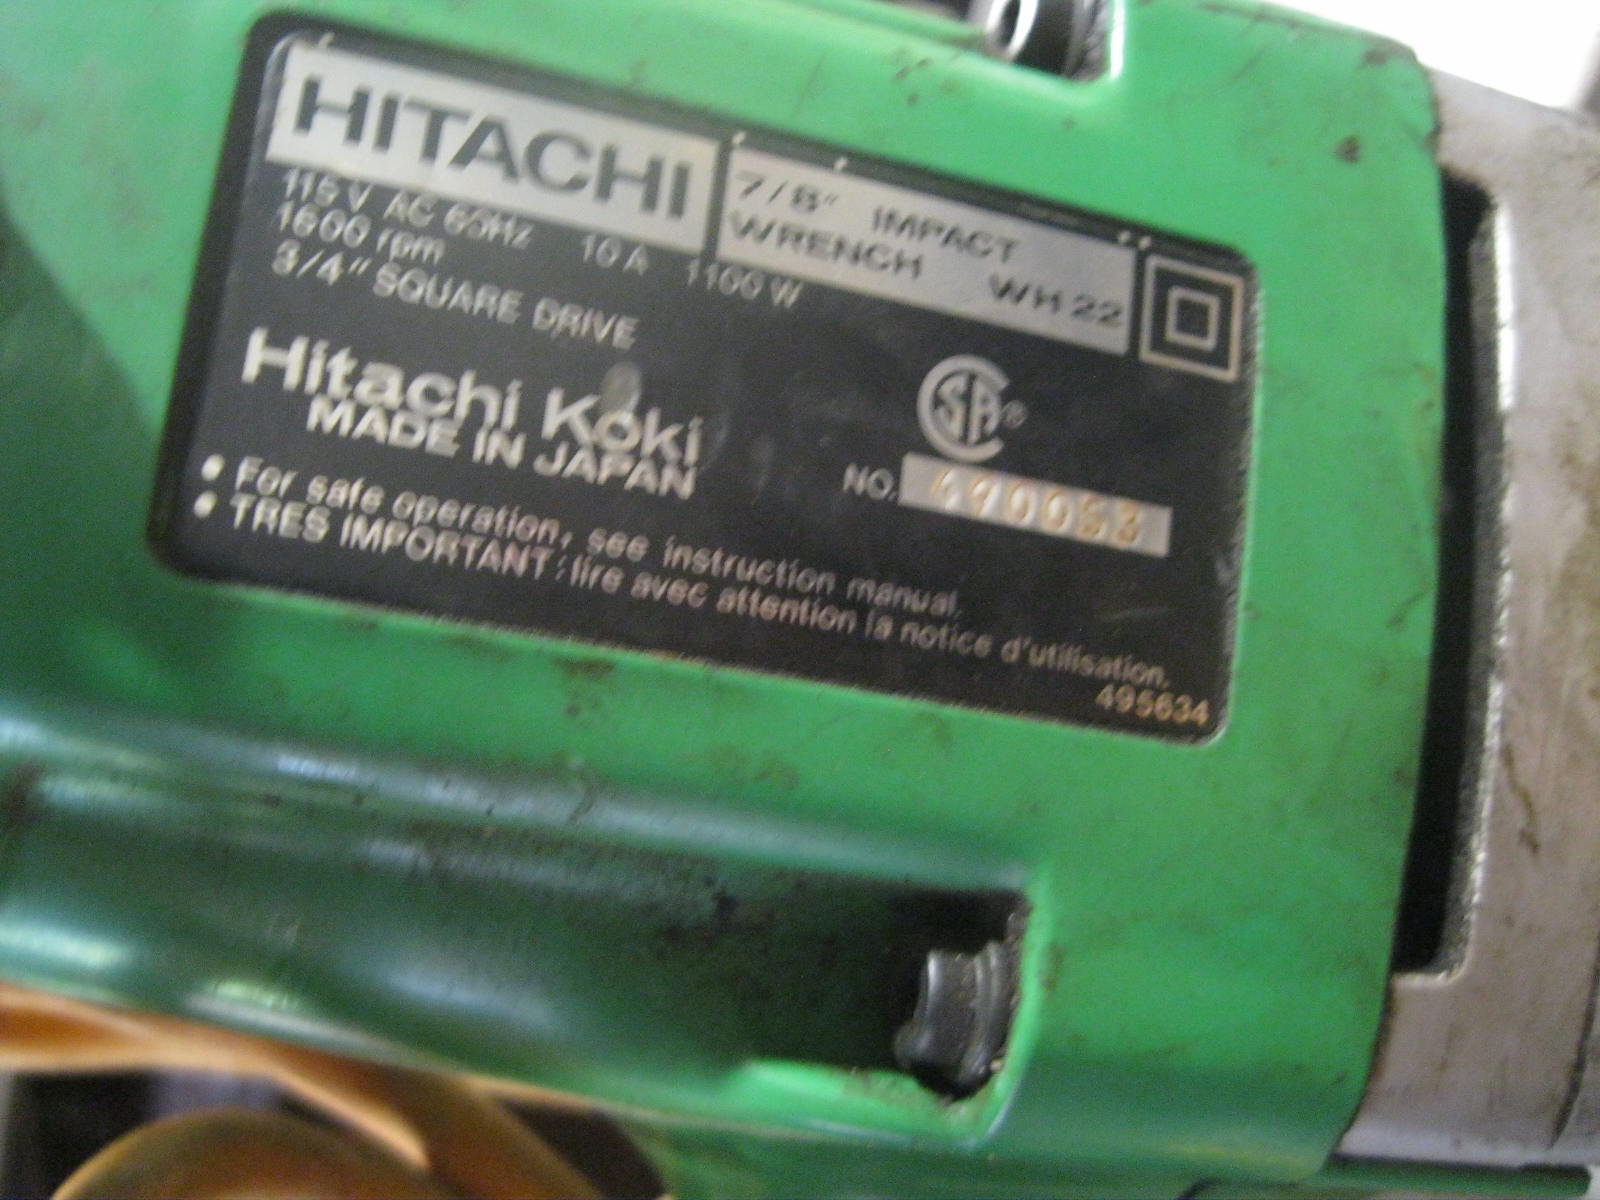 HITACHI
7/8" IMPACT
WRENCH WH 22
115 V AC 60Hz 10 A 1100 W
1600 rpm
3/4" SQUARE DRIVE
Hitachi Koki
MADE IN JAPAN
CSA®
NO.
• For safe operation, see instruction manual.
• TRES IMPORTANT: lire avec attention la notice d'utilisation.
495634